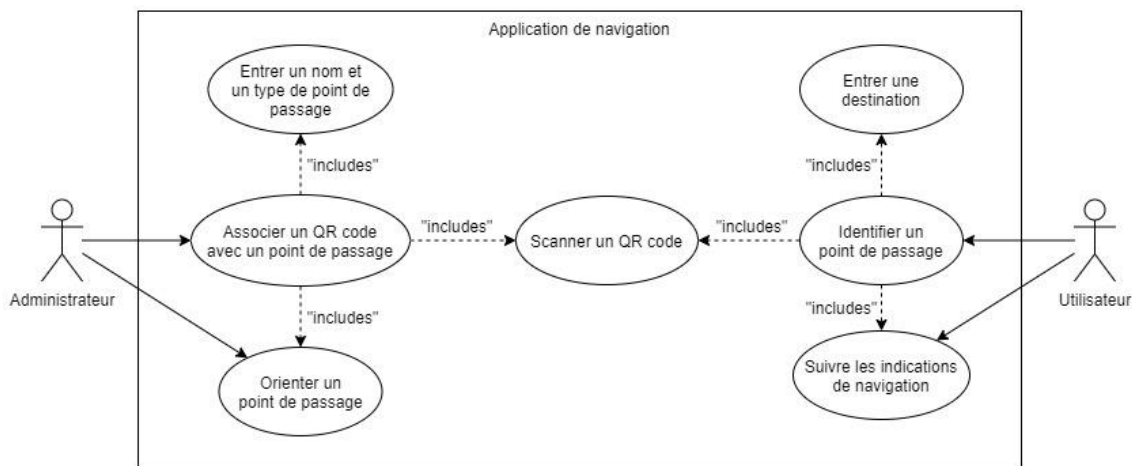 Application de navigation
Entrer un nom et
un type de point de
passage
Entrer une
destination
"includes"
"includes"
Associer un QR code
avec un point de passage
"includes"
Scanner un QR code
"includes"
Identifier un
point de passage
Administrateur
Utilisateur
"includes"
"includes"
Orienter un
point de passage
Suivre les indications
de navigation